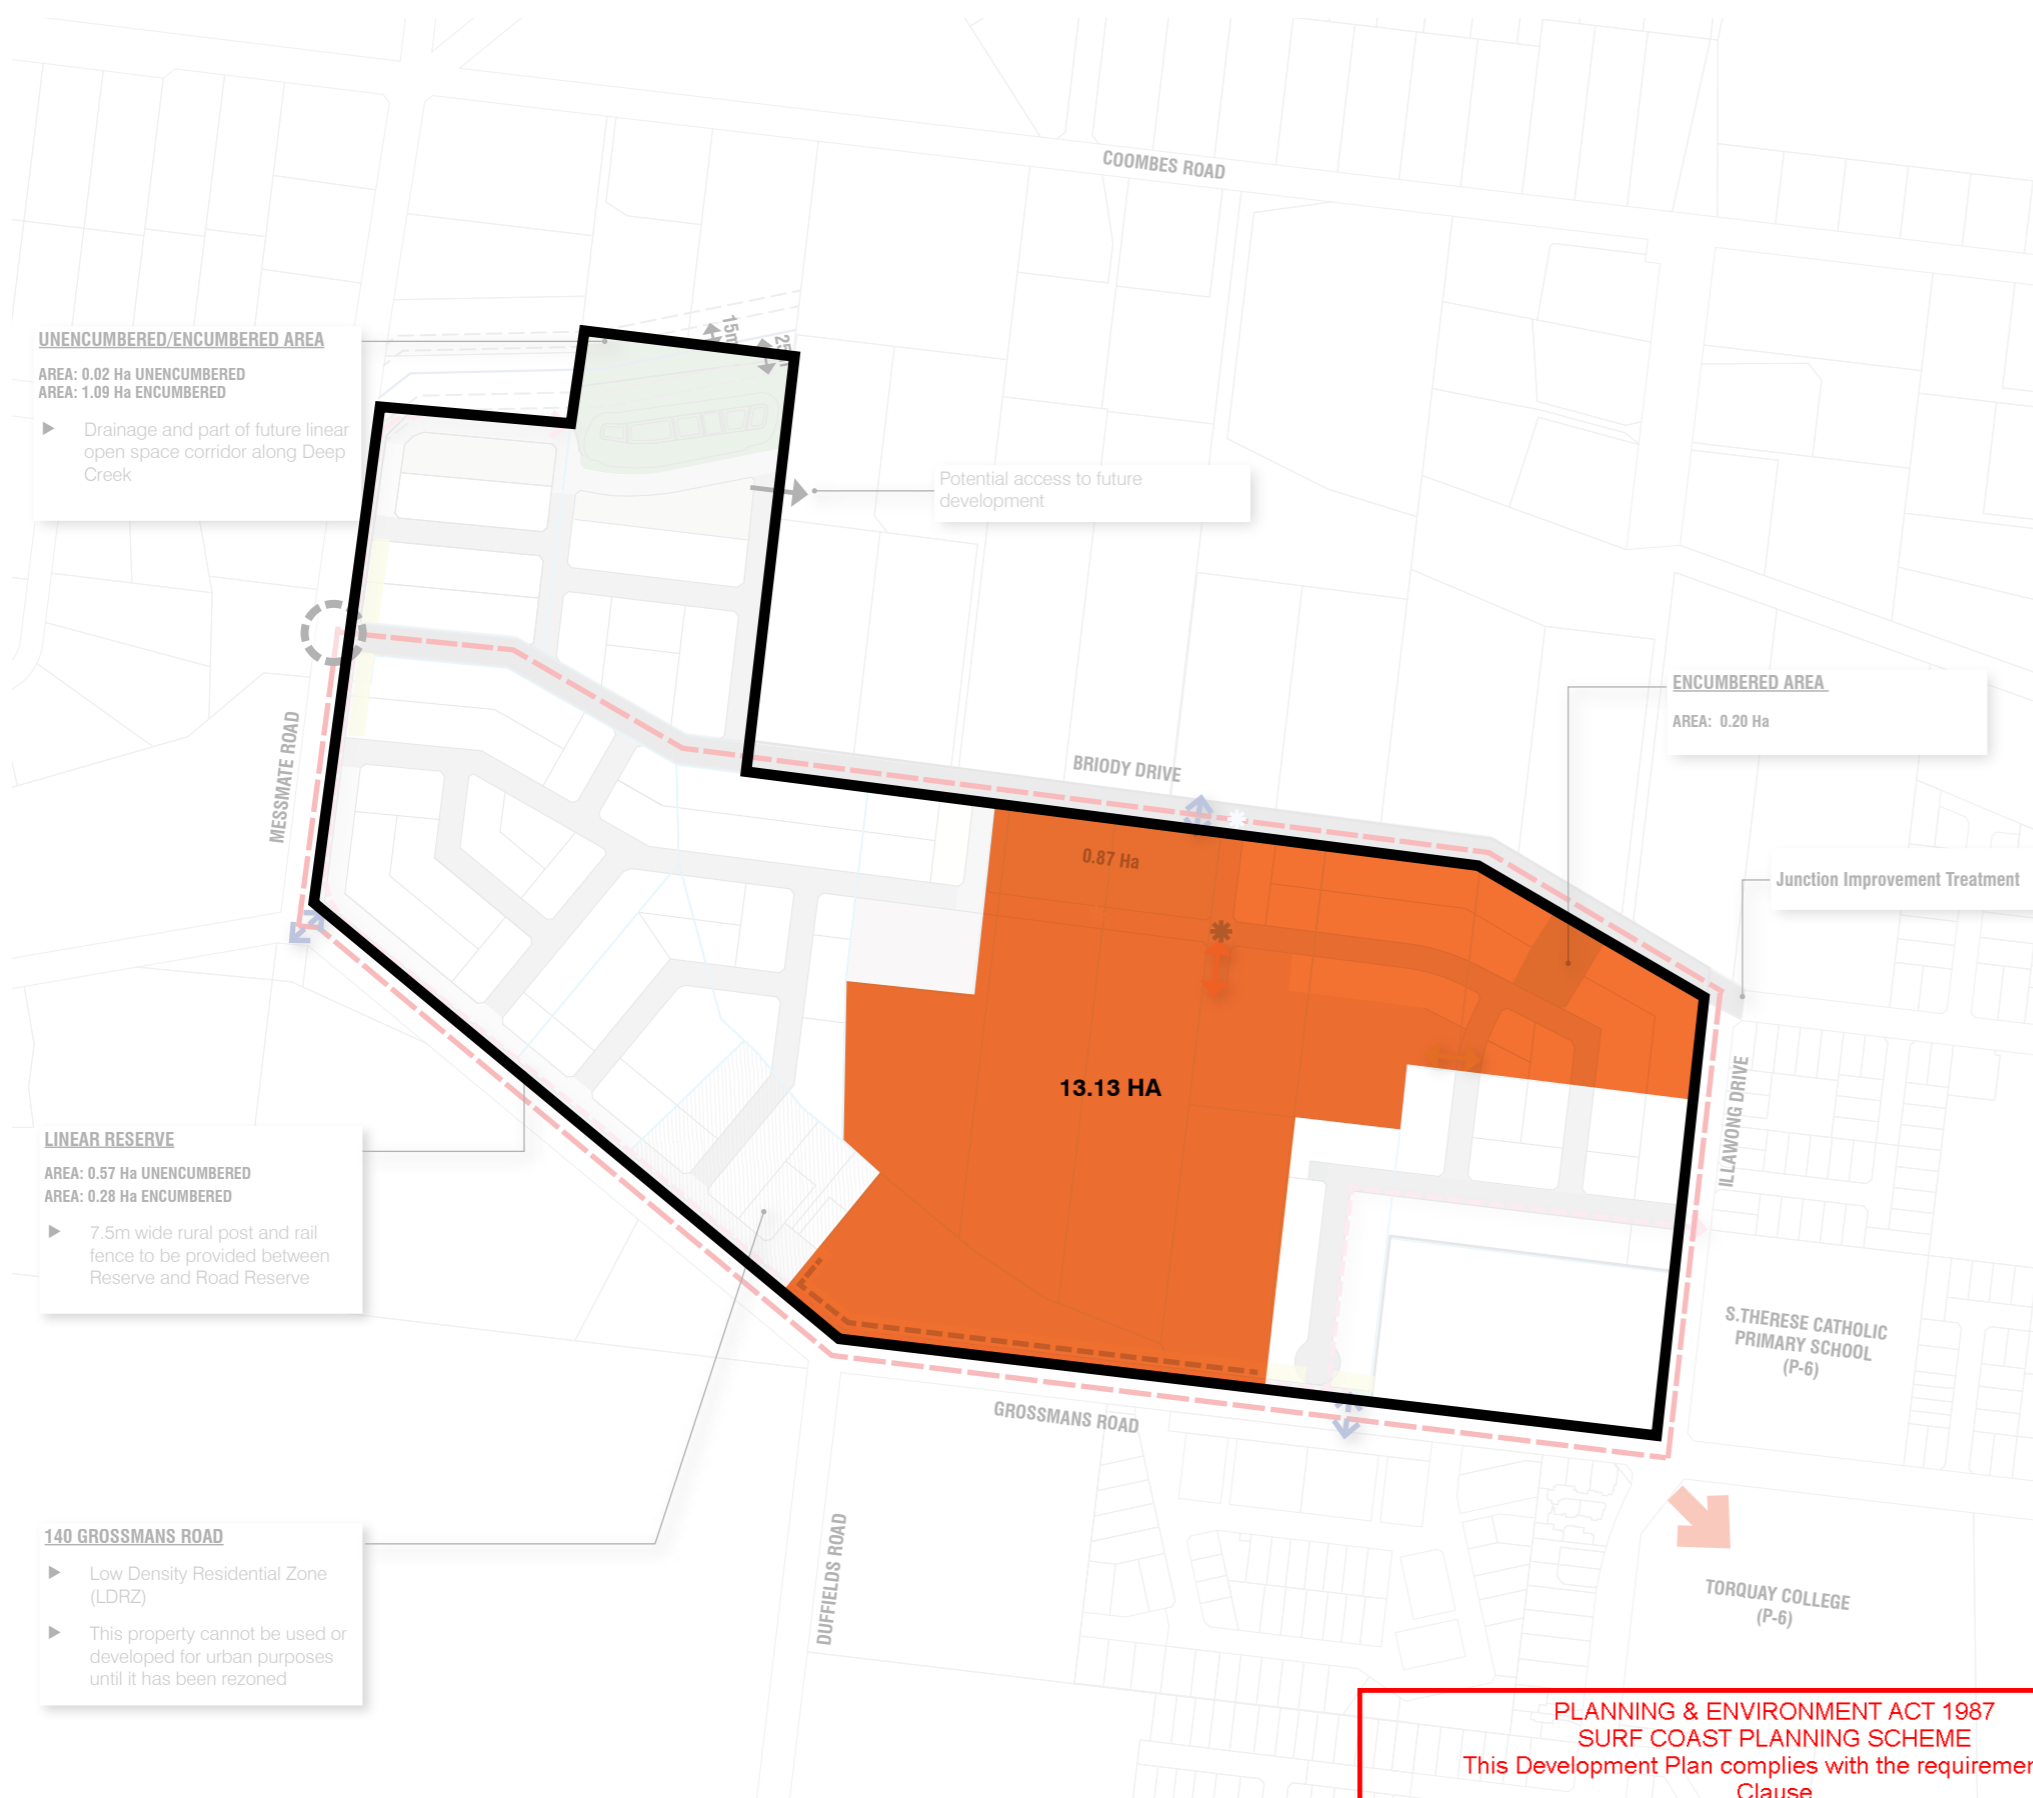 COOMBES ROAD
UNENCUMBERED/ENCUMBERED AREA
AREA: 0.02 Ha UNENCUMBERED
AREA: 1.09 Ha ENCUMBERED
Drainage and part of future linear
open space corridor along Deep
Creek
15m
Potential access to future
development
ENCUMBERED AREA
AREA: 0.20 Ha
MESSMATE ROAD
BRIODY DRIVE
0.87 Ha
Junction Improvement Treatment
13.13 HA
ILLAWONG DRIVE
LINEAR RESERVE
AREA: 0.57 Ha UNENCUMBERED
AREA: 0.28 Ha ENCUMBERED
7.5m wide rural post and rail
fence to be provided between
Reserve and Road Reserve
S.THERESE CATHOLIC
PRIMARY SCHOOL
(P-6)
GROSSMANS ROAD
140 GROSSMANS ROAD
Low Density Residential Zone
(LDRZ)
This property cannot be used or
developed for urban purposes
until it has been rezoned
DUFFIELDS ROAD
TORQUAY COLLEGE
(P-6)
PLANNING & ENVIRONMENT ACT 1987
SURF COAST PLANNING SCHEME
This Development Plan complies with the requiremen
Clause